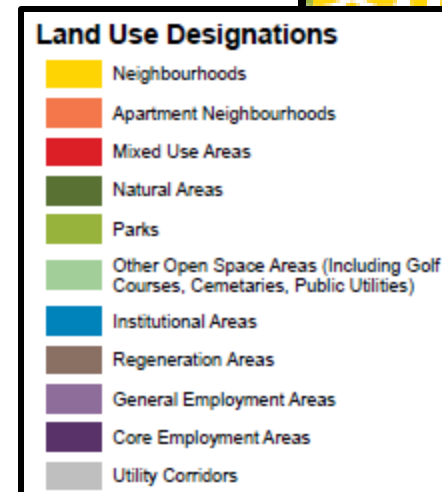 Land Use Designations
Neighbourhoods
Apartment Neighbourhoods
Mixed Use Areas
Natural Areas
Parks
Other Open Space Areas (Including Golf
Courses, Cemetaries, Public Utilities)
Institutional Areas
Regeneration Areas
General Employment Areas
Core Employment Areas
Utility Corridors